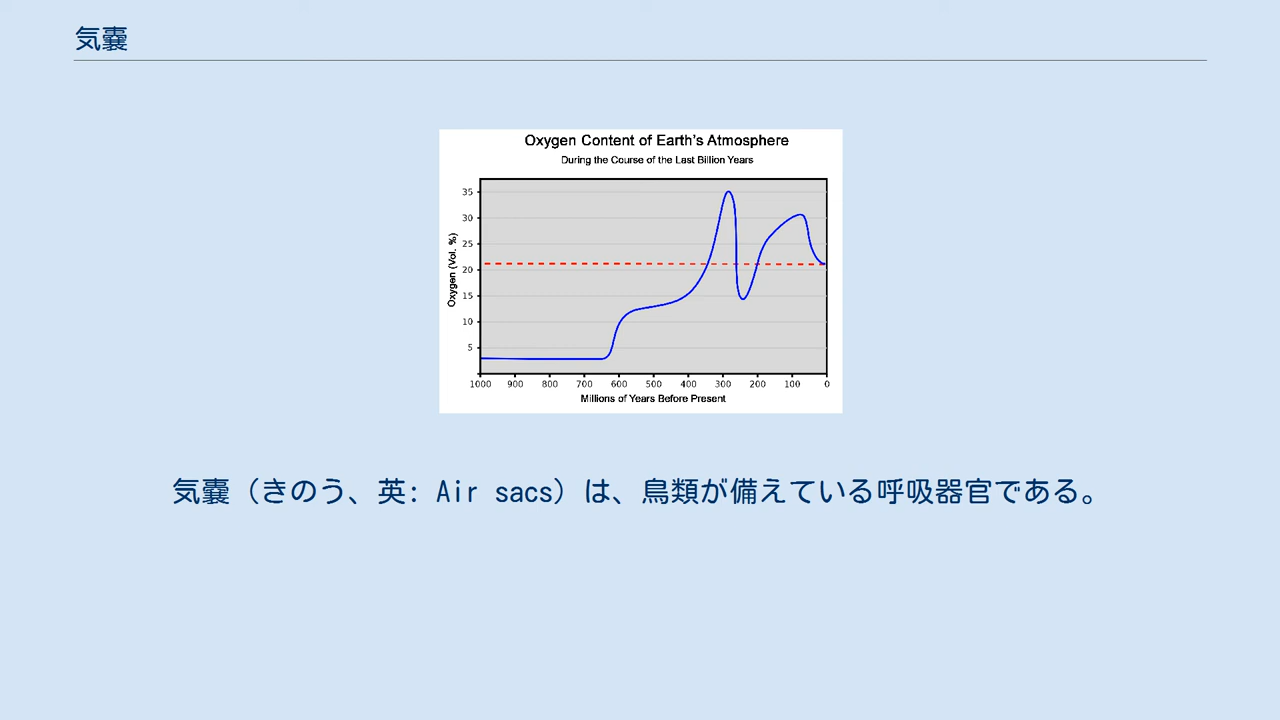 気嚢
Oxygen Content of Earth's Atmosphere
During the Course of the Last Billion Years
35
30
25
20
15
10
5
Oxygen (Vol. %)
1000 900 800 700 600 500 400 300 200 100 0
Millions of Years Before Present
気嚢（きのう、英: Air sacs）は、鳥類が備えている呼吸器官である。